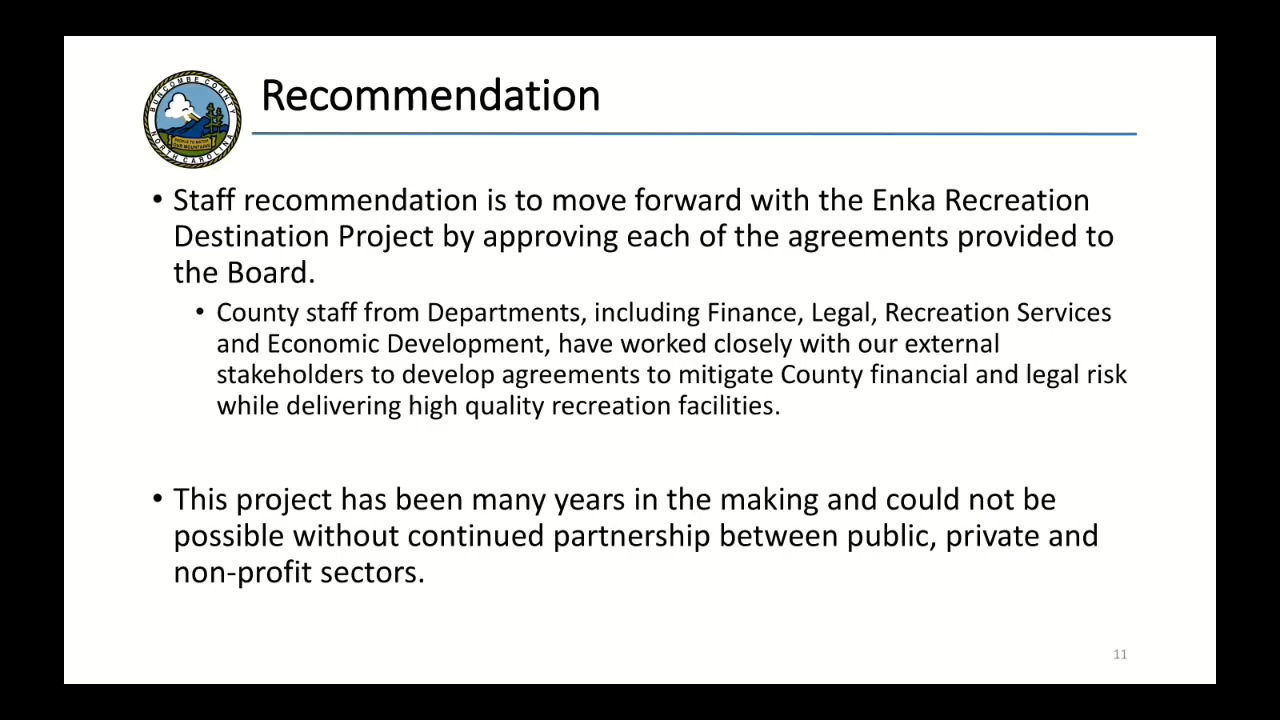 BUNCOMBE COUNTY
NORTH CAROLINA
Recommendation
• Staff recommendation is to move forward with the Enka Recreation
Destination Project by approving each of the agreements provided to
the Board.
• County staff from Departments, including Finance, Legal, Recreation Services
and Economic Development, have worked closely with our external
stakeholders to develop agreements to mitigate County financial and legal risk
while delivering high quality recreation facilities.
• This project has been many years in the making and could not be
possible without continued partnership between public, private and
non-profit sectors.
11